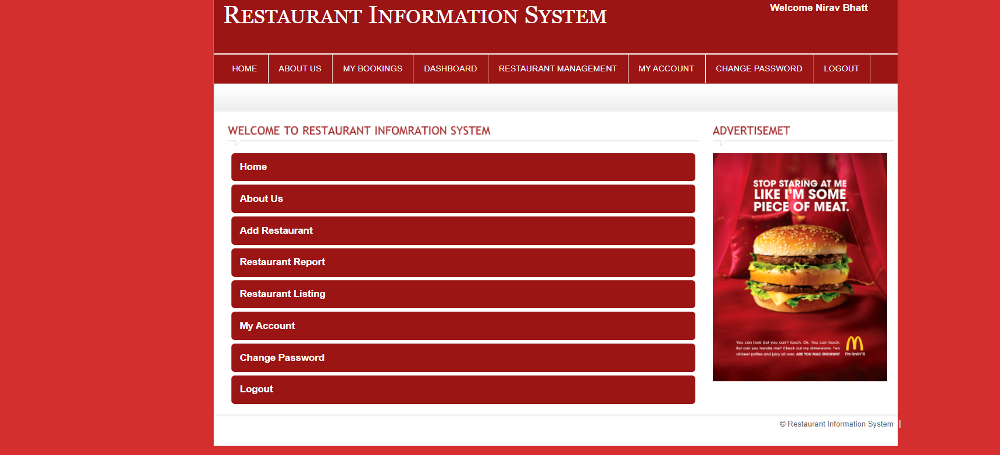 RESTAURANT INFORMATION SYSTEM
Welcome Nirav Bhatt
HOME
ABOUT US
MY BOOKINGS
DASHBOARD
RESTAURANT MANAGEMENT
MY ACCOUNT
CHANGE PASSWORD
LOGOUT
WELCOME TO RESTAURANT INFOMRATION SYSTEM
Home
About Us
Add Restaurant
Restaurant Report
Restaurant Listing
My Account
Change Password
Logout
ADVERTISEMET
STOP STARING AT ME
LIKE I'M SOME
PIECE OF MEAT.
You can look but you can't touch. Ok. You can touch.
But can you handle me? Check out my dimensions. Two
all-beef patties and juicy all over. ARE YOU MAC ENOUGH?
i'm lovin' it
© Restaurant Information System |